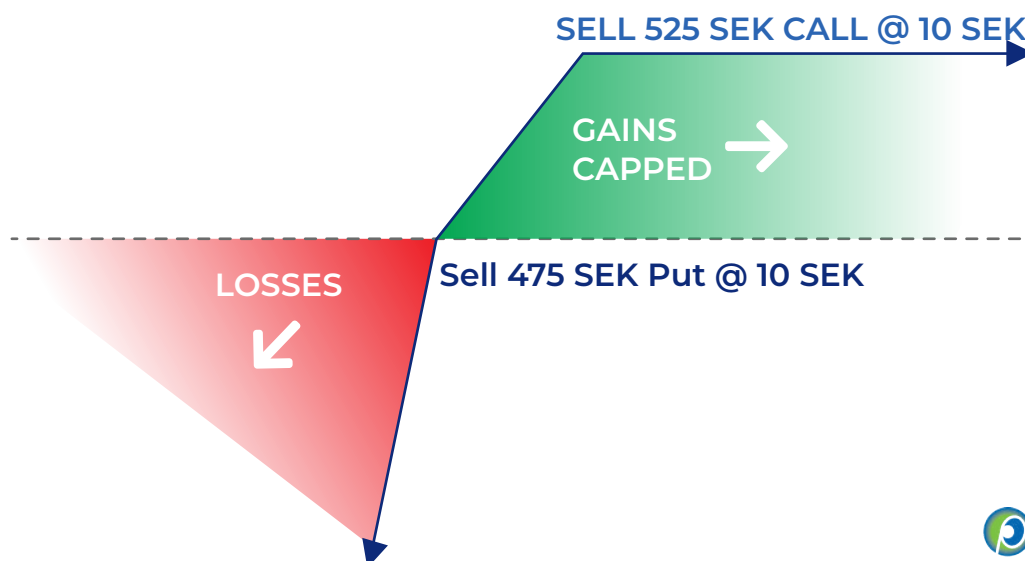 SELL 525 SEK CALL @ 10 SEK
GAINS
CAPPED
LOSSES
Sell 475 SEK Put @ 10 SEK